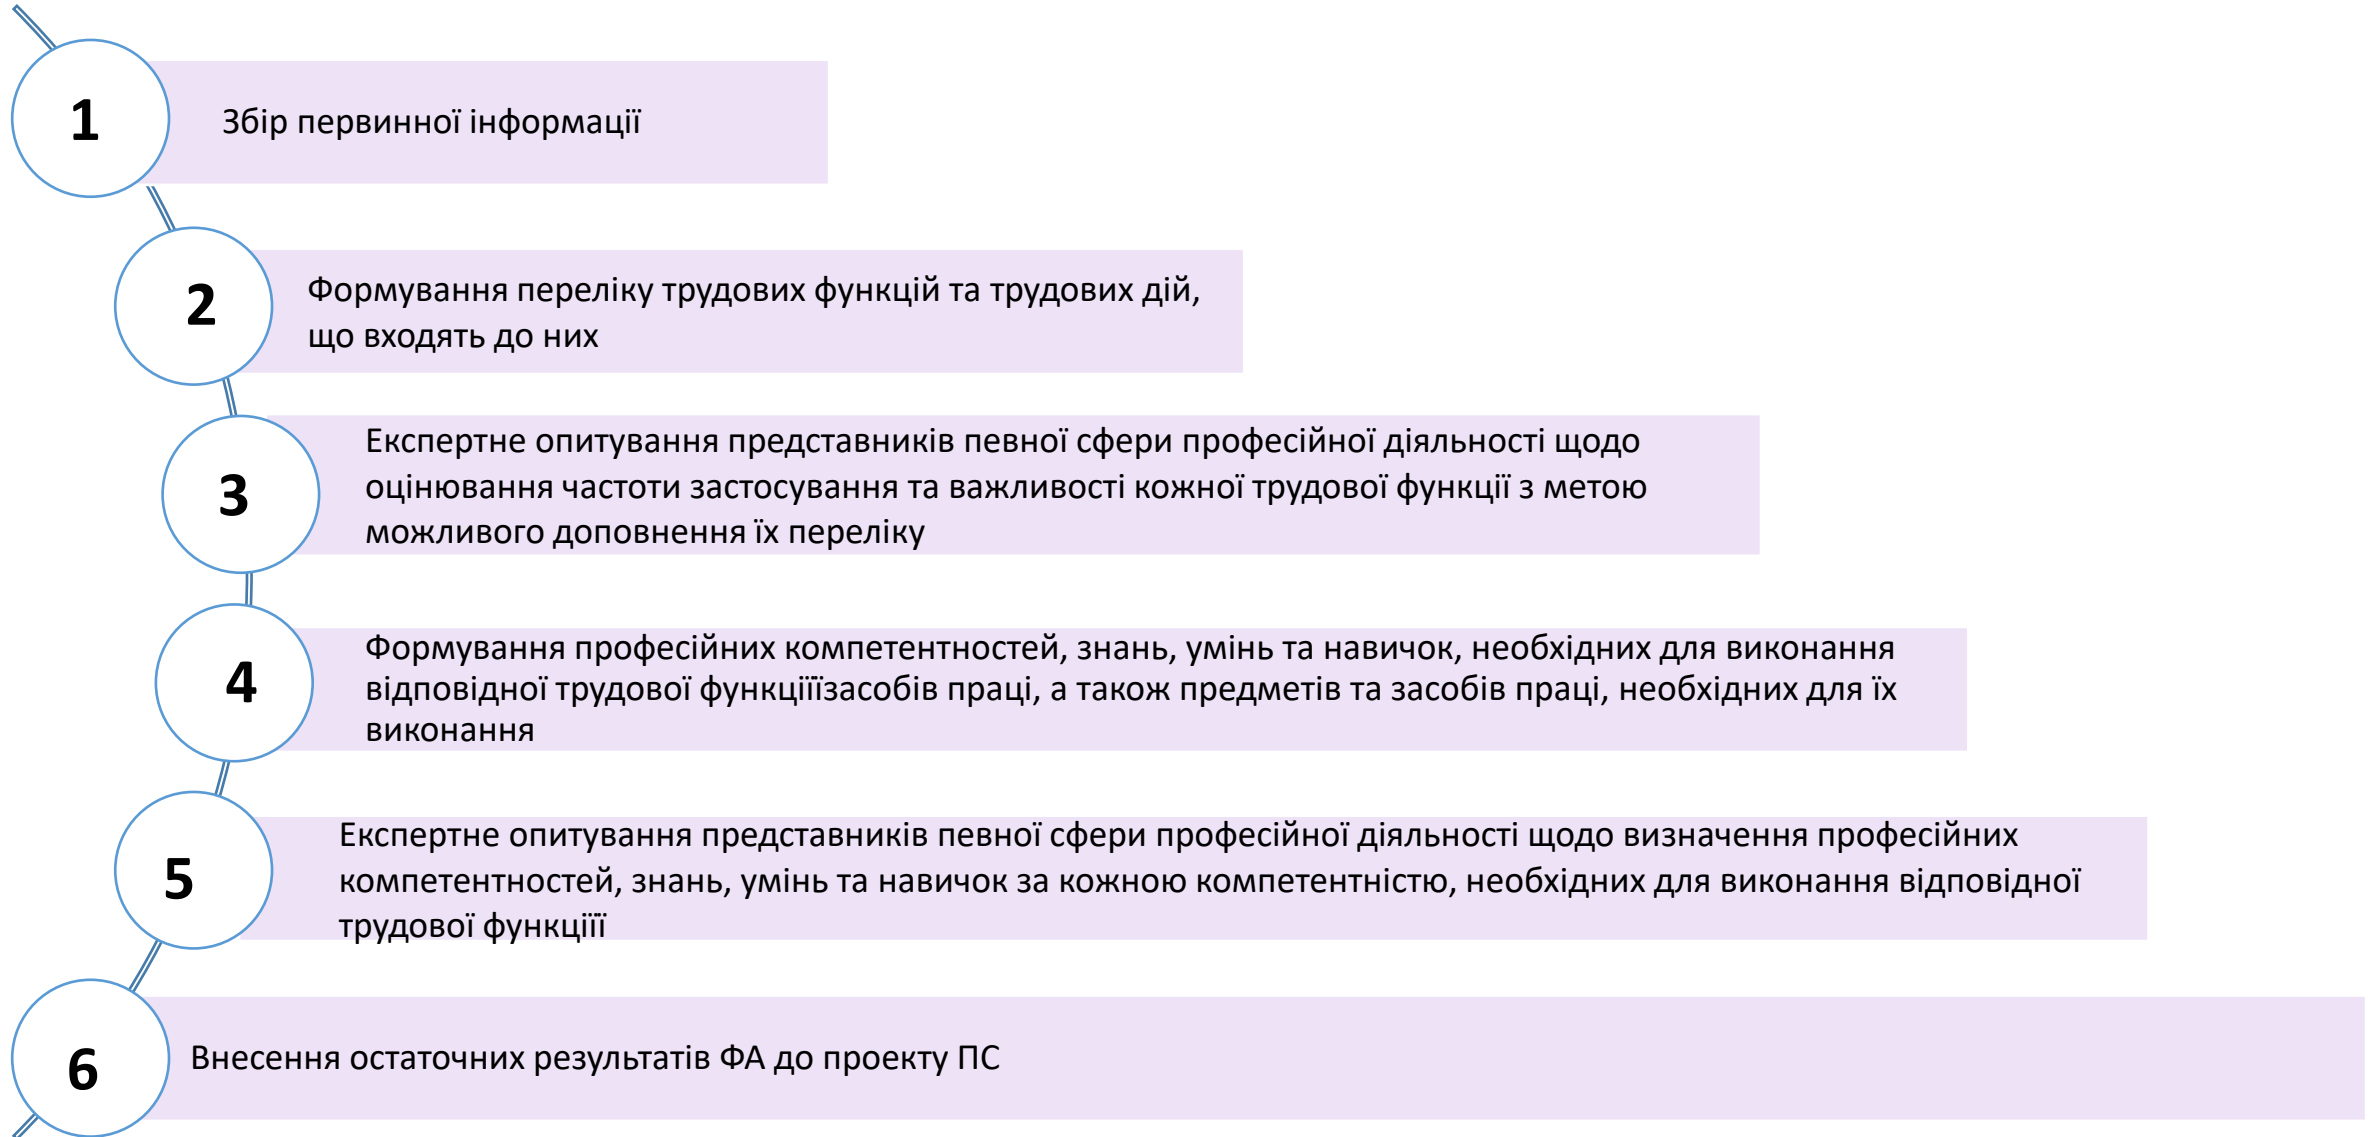 1
Збір первинної інформації
2
Формування переліку трудових функцій та трудових дій,
що входять до них
3
Експертне опитування представників певної сфери професійної діяльності щодо
оцінювання частоти застосування та важливості кожної трудової функції з метою
можливого доповнення їх переліку
4
Формування професійних компетентностей, знань, умінь та навичок, необхідних для виконання
відповідної трудової функціїїзасобів праці, а також предметів та засобів праці, необхідних для їх
виконання
5
Експертне опитування представників певної сфери професійної діяльності щодо визначення професійних
компетентностей, знань, умінь та навичок за кожною компетентністю, необхідних для виконання відповідної
трудової функціїї
6
Внесення остаточних результатів ФА до проекту ПС